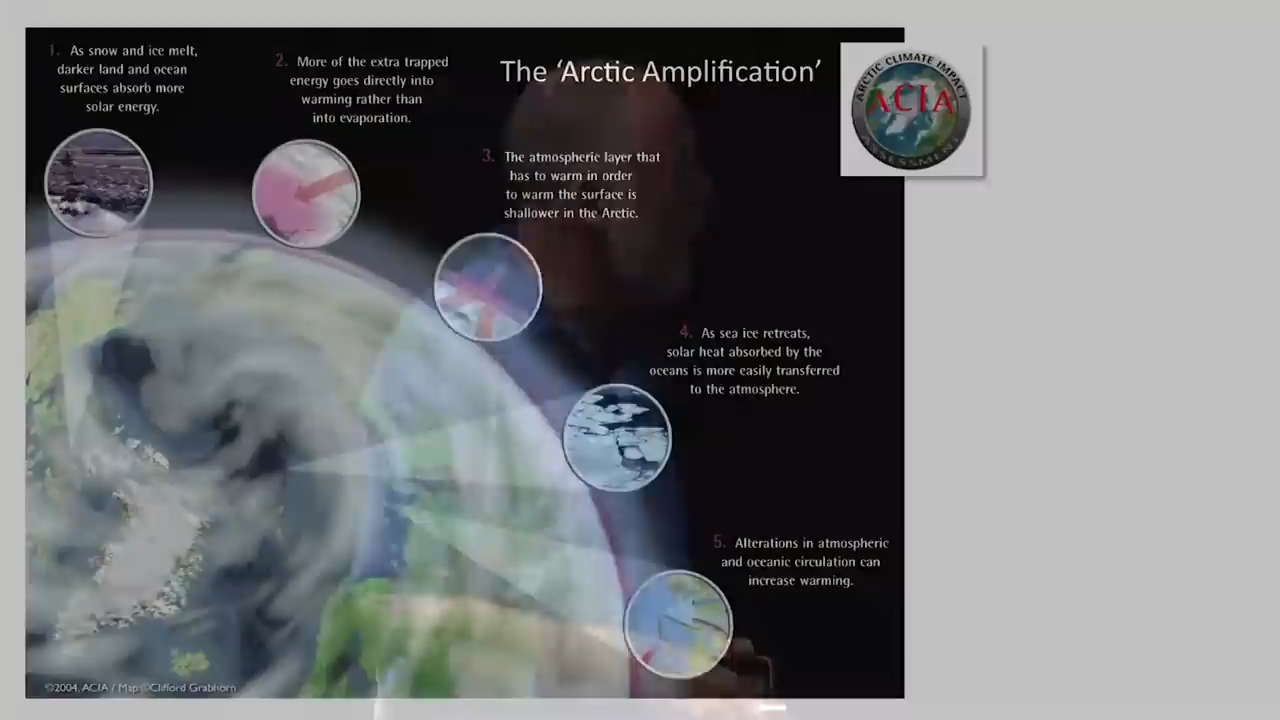 The ‘Arctic Amplification’
ARCTIC CLIMATE IMPACT
ACIA
ASSESSMENT
1. As snow and ice melt,
darker land and ocean
surfaces absorb more
solar energy.
2. More of the extra trapped
energy goes directly into
warming rather than
into evaporation.
3. The atmospheric layer that
has to warm in order
to warm the surface is
shallower in the Arctic.
4. As sea ice retreats,
solar heat absorbed by the
oceans is more easily transferred
to the atmosphere.
5. Alterations in atmospheric
and oceanic circulation can
increase warming.
©2004, ACIA / Map ©Clifford Grabhorn